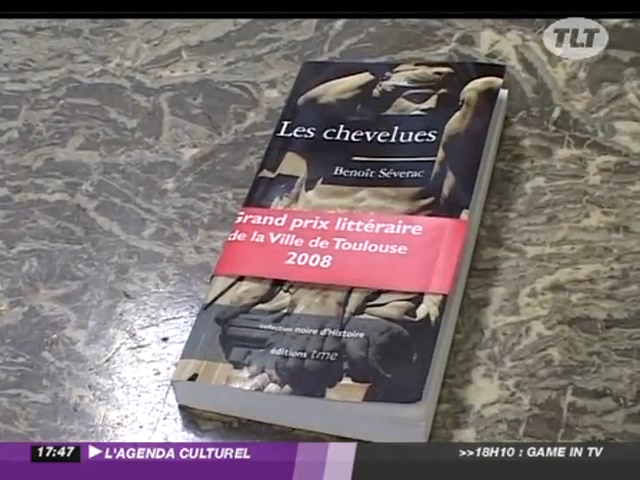 TLT
Les chevelues
Benoît Séverac
Grand prix littéraire
de la Ville de Toulouse
2008
collection noire d'Histoire
éditions tme
17:47
L'AGENDA CULTUREL
>>18H10 : GAME IN TV